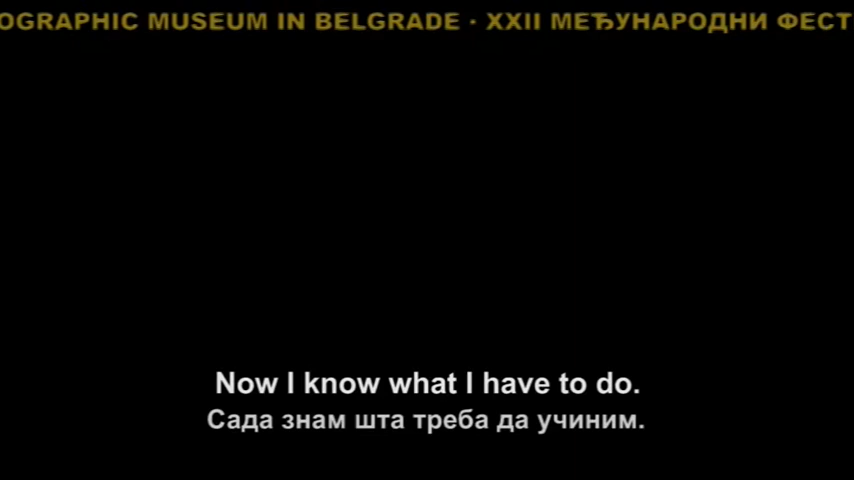 OGRAPHIC MUSEUM IN BELGRADE · XXII МЕЂУНАРОДНИ ФЕСТ
Now I know what I have to do.
Сада знам шта треба да учиним.